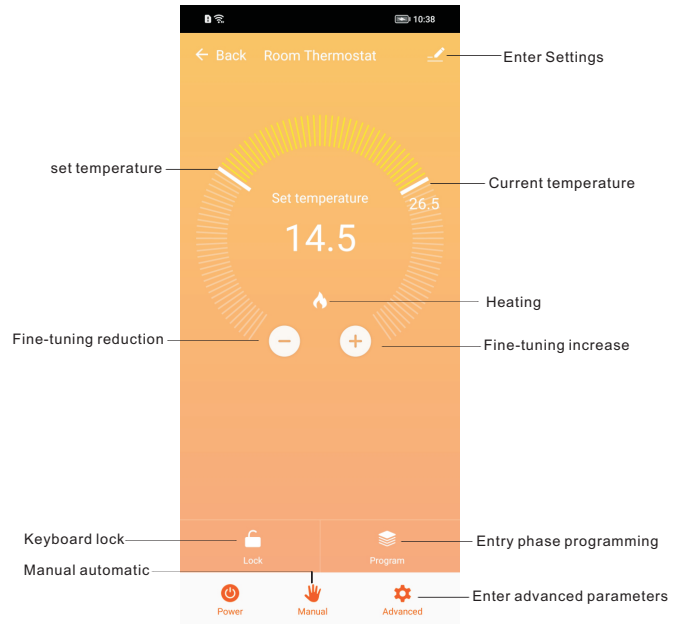 10:38
Back Room Thermostat
Enter Settings
set temperature
Current temperature
Set temperature
26.5
14.5
Heating
Fine-tuning reduction
Fine-tuning increase
Keyboard lock
Entry phase programming
Lock
Program
Manual automatic
Enter advanced parameters
Power
Manual
Advanced